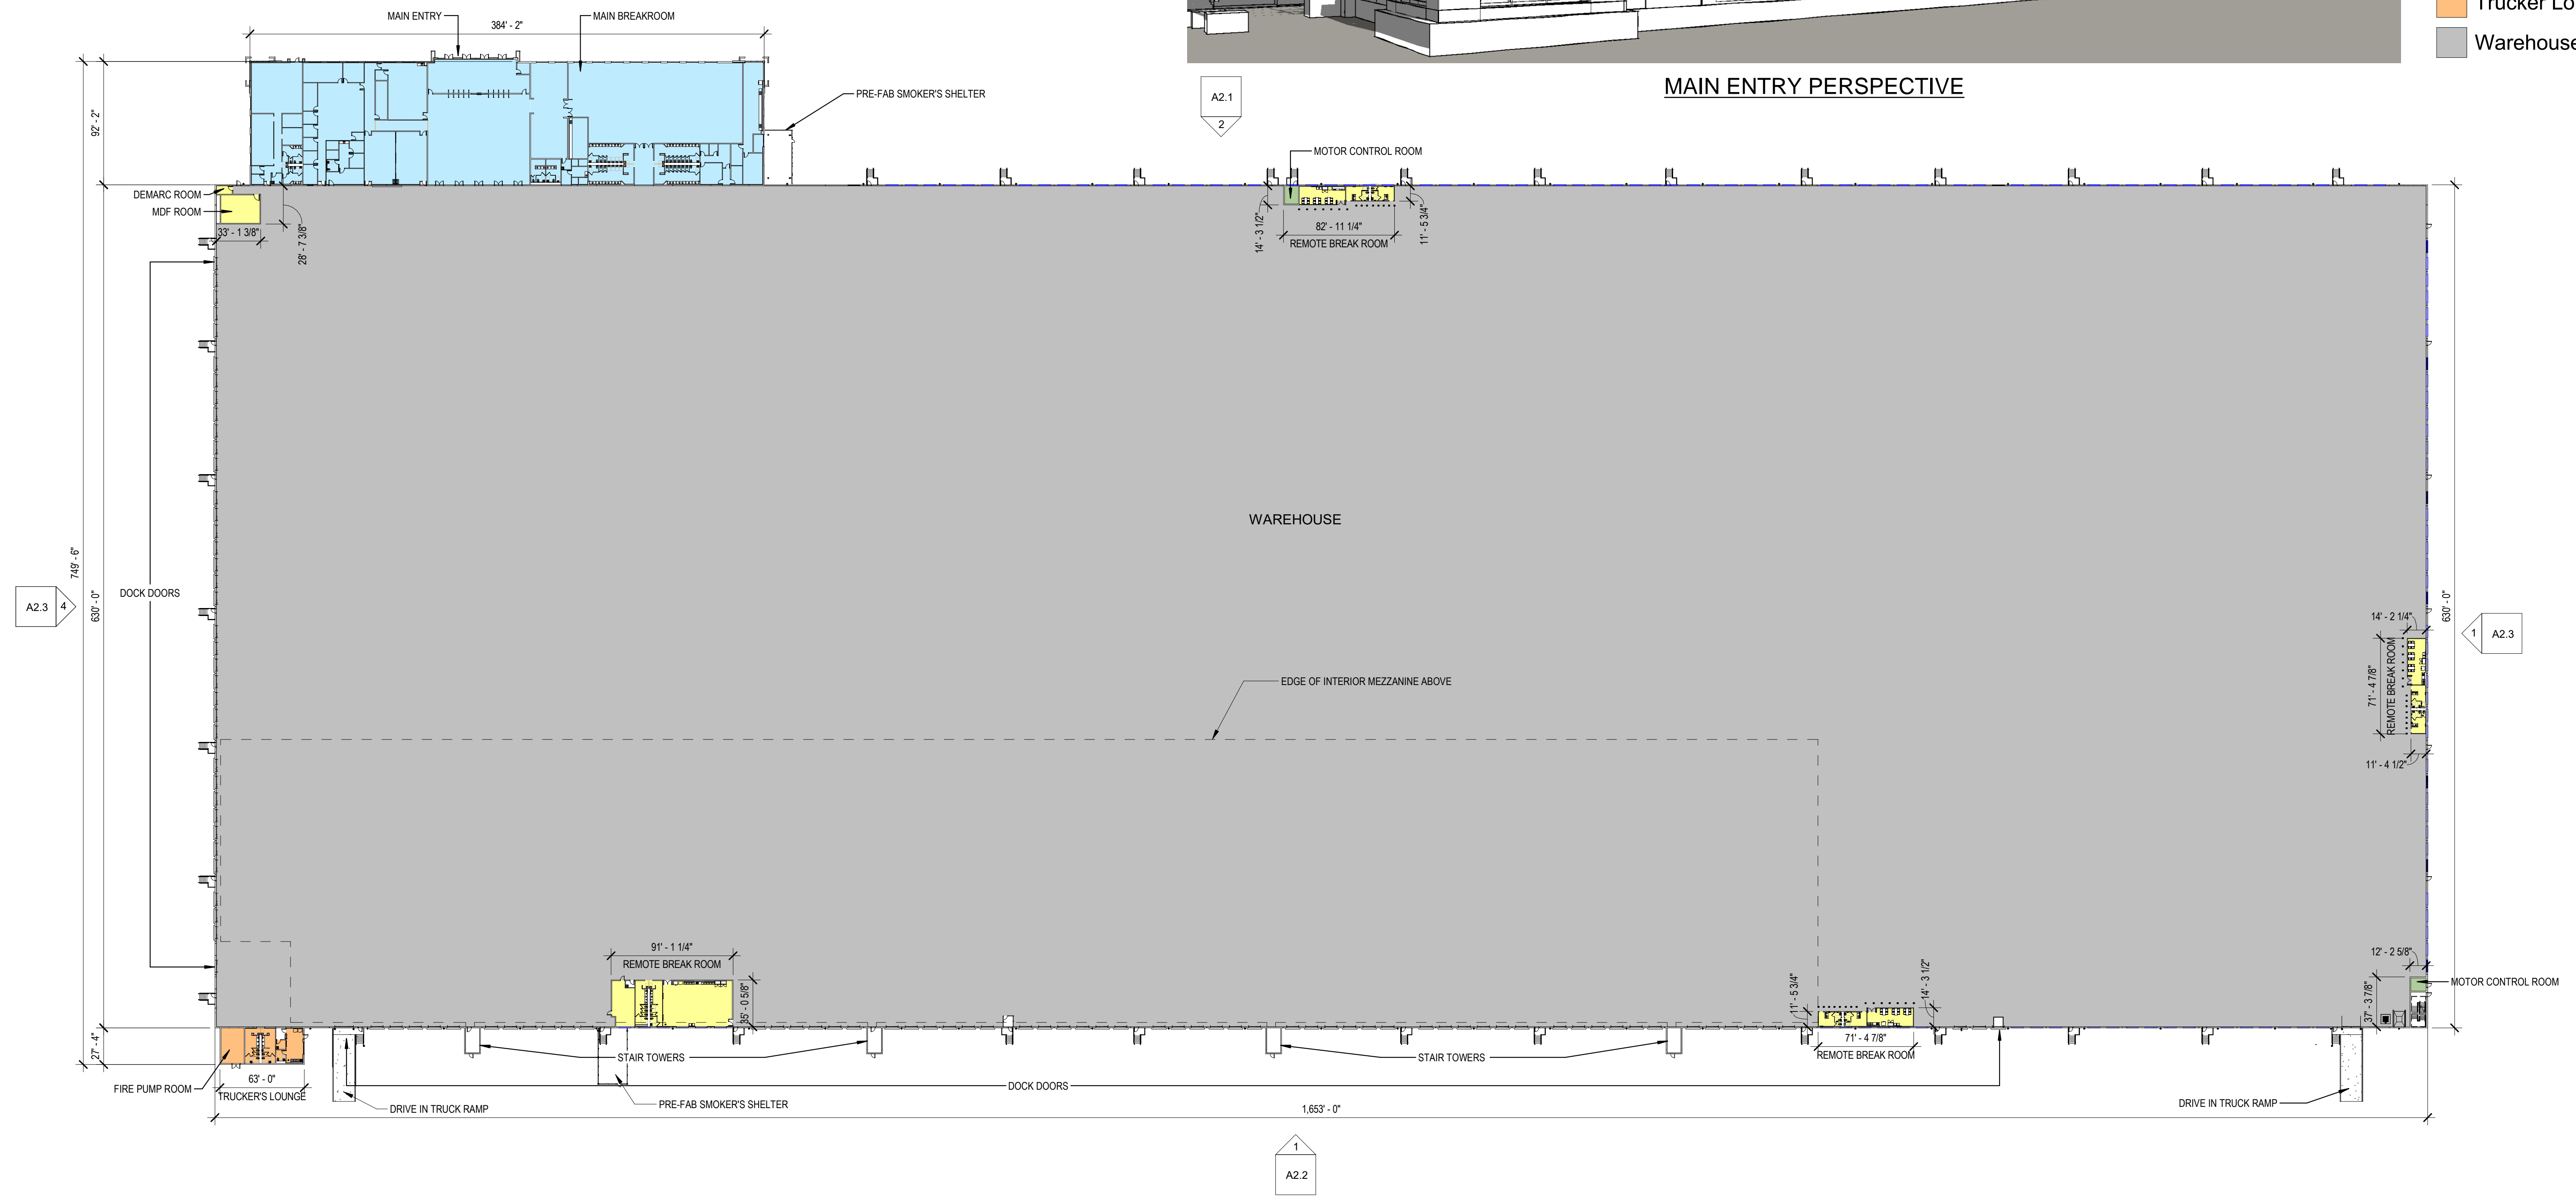 Warehouse
MAIN ENTRY PERSPECTIVE
MAIN ENTRY
384' - 2"
MAIN BREAKROOM
PRE-FAB SMOKER'S SHELTER
A2.1
2
92' - 2"
MOTOR CONTROL ROOM
DEMARC ROOM
MDF ROOM
33' - 1 3/8"
28' - 7 3/8"
14' - 3 1/2"
82' - 11 1/4"
11' - 5 3/4"
REMOTE BREAK ROOM
WAREHOUSE
749' - 6"
630' - 0"
DOCK DOORS
A2.3
4
630' - 0"
14' - 2 1/4"
71' - 4 7/8"
REMOTE BREAK ROOM
11' - 4 1/2"
1
A2.3
EDGE OF INTERIOR MEZZANINE ABOVE
91' - 1 1/4"
REMOTE BREAK ROOM
35' - 0 5/8"
11' - 5 3/4"
14' - 3 1/2"
12' - 2 5/8"
37' - 3 7/8"
MOTOR CONTROL ROOM
27' - 4"
71' - 4 7/8"
REMOTE BREAK ROOM
STAIR TOWERS
STAIR TOWERS
63' - 0"
FIRE PUMP ROOM
TRUCKER'S LOUNGE
DOCK DOORS
DRIVE IN TRUCK RAMP
PRE-FAB SMOKER'S SHELTER
DRIVE IN TRUCK RAMP
1,653' - 0"
1
A2.2